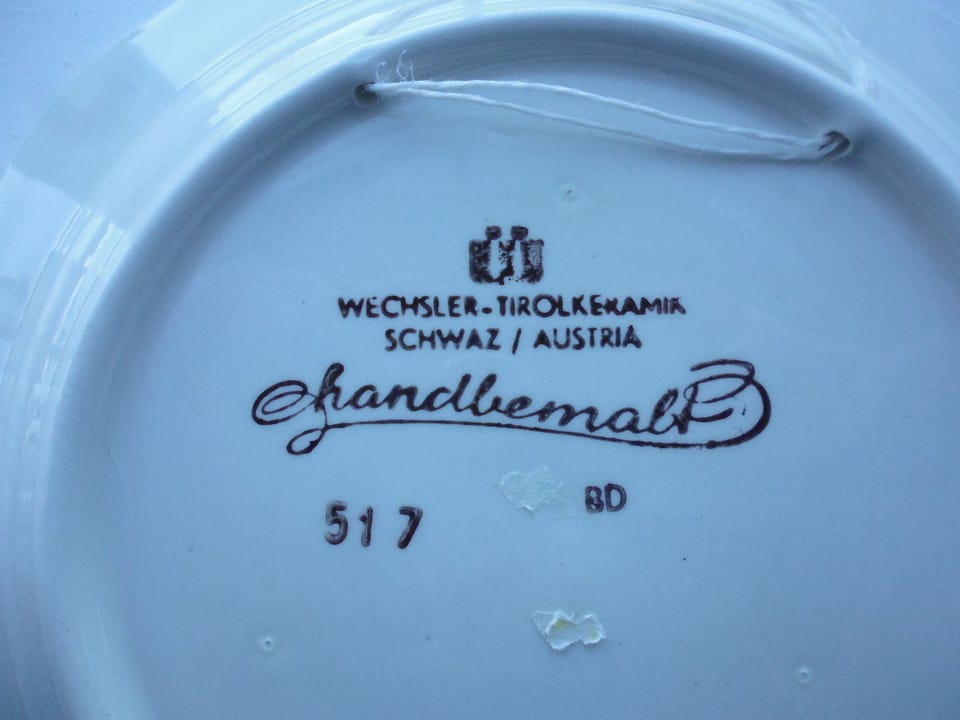 WECHSLER-TIROLKERAMIK
SCHWAZ / AUSTRIA
handbemalt
517 BD